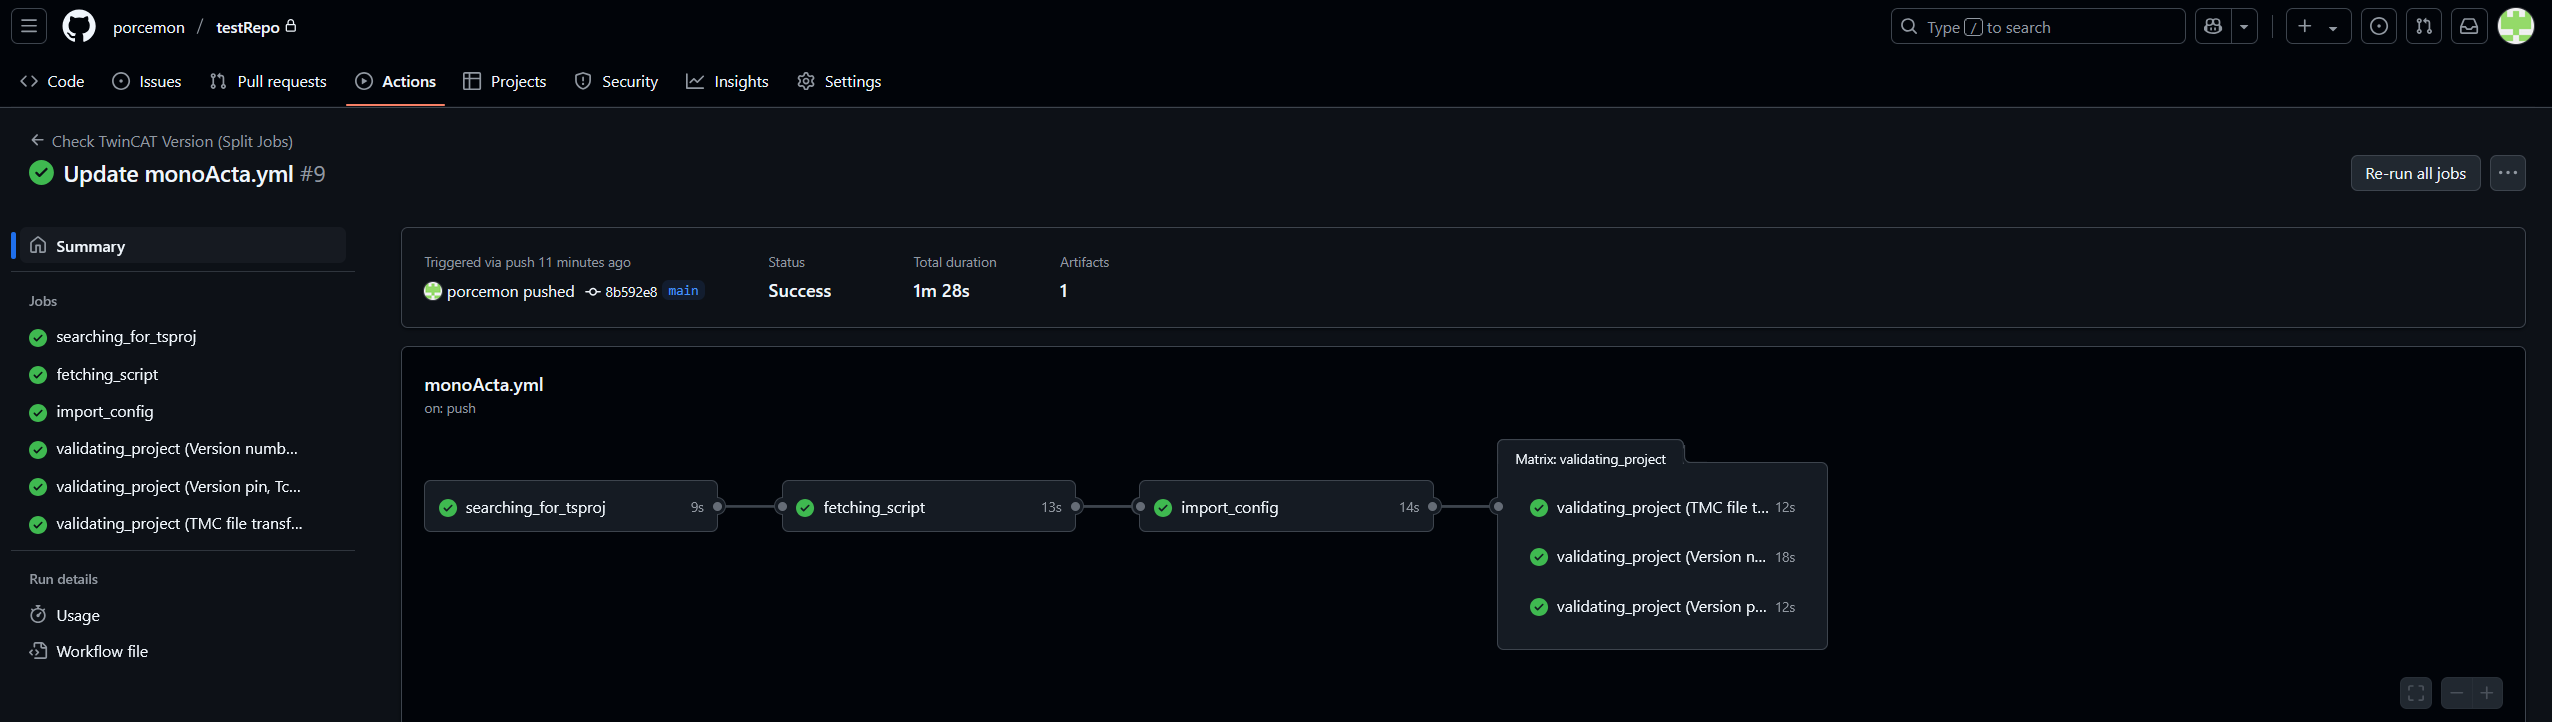 porcemon / testRepo
Type / to search
Code
Issues
Pull requests
Actions
Projects
Security
Insights
Settings
Check TwinCAT Version (Split Jobs)
Update monoActa.yml #9
Re-run all jobs
Summary
Jobs
searching_for_tsproj
fetching_script
import_config
validating_project (Version numb...
validating_project (Version pin, Tc...
validating_project (TMC file transf...
Run details
Usage
Workflow file
Triggered via push 11 minutes ago
porcemon pushed 8b592e8 main
Status
Success
Total duration
1m 28s
Artifacts
1
monoActa.yml
on: push
searching_for_tsproj 9s
fetching_script 13s
import_config 14s
Matrix: validating_project
validating_project (TMC file t... 12s
validating_project (Version n... 18s
validating_project (Version p... 12s